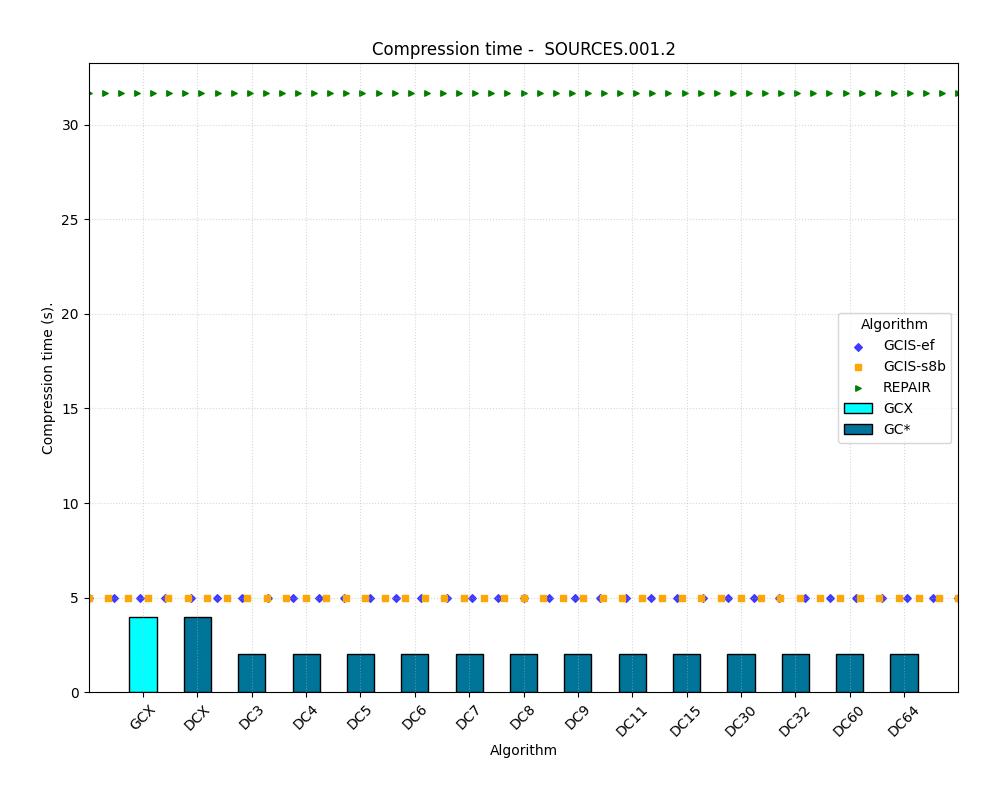 Compression time -  SOURCES.001.2
30
25
20
15
10
5
0
Compression time (s).
Algorithm
GCIS-ef
GCIS-s8b
REPAIR
GCX
GC*
GCX
DCX
DC3
DC4
DC5
DC6
DC7
DC8
DC9
DC11
DC15
DC30
DC32
DC60
DC64
Algorithm